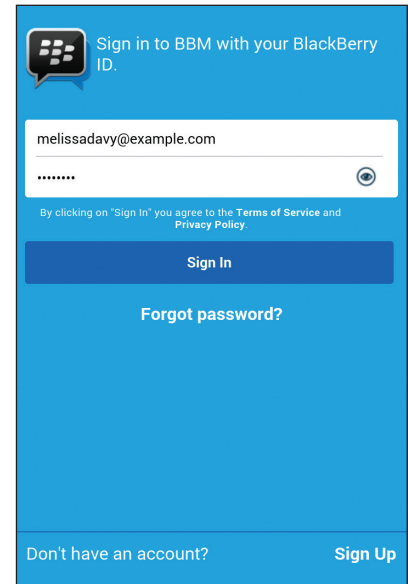 Sign in to BBM with your BlackBerry
ID.
melissadavy@example.com
••••••••
By clicking on "Sign In" you agree to the Terms of Service and
Privacy Policy.
Sign In
Forgot password?
Don't have an account? Sign Up